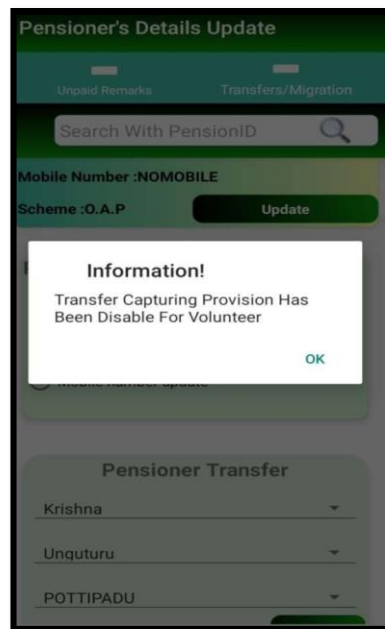 Pensioner's Details Update
Unpaid Remarks
Transfers/Migration
Search With PensionID
Mobile Number :NOMOBILE
Scheme :O.A.P
Update
Information!
Transfer Capturing Provision Has
Been Disable For Volunteer
OK
Mobile number update
Pensioner Transfer
Krishna
Unguturu
POTTIPADU